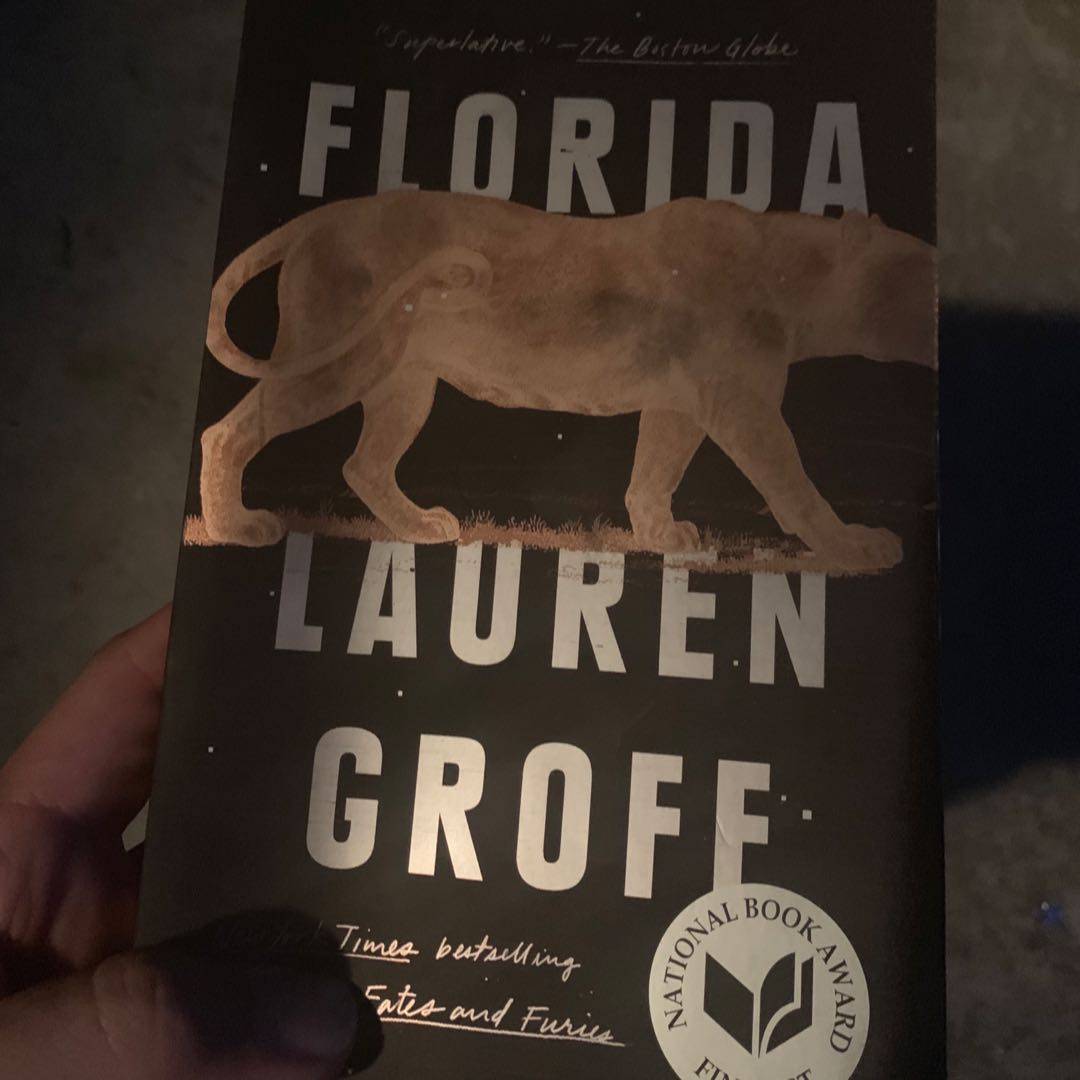 "Superlative." —The Boston Globe
FLORIDA
LAUREN
GROFF
Times bestselling
Fates and Furies
NATIONAL BOOK AWARD